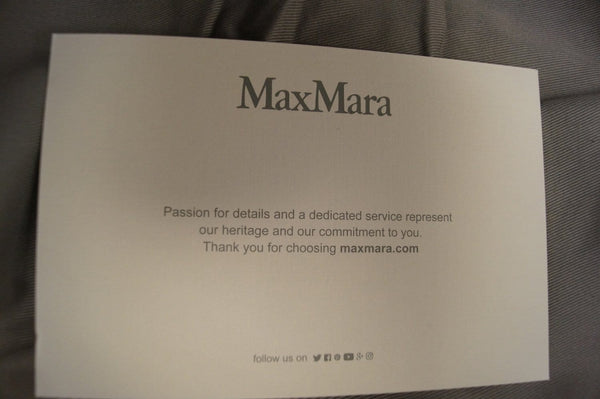 MaxMara
Passion for details and a dedicated service represent
our heritage and our commitment to you.
Thank you for choosing maxmara.com
follow us on